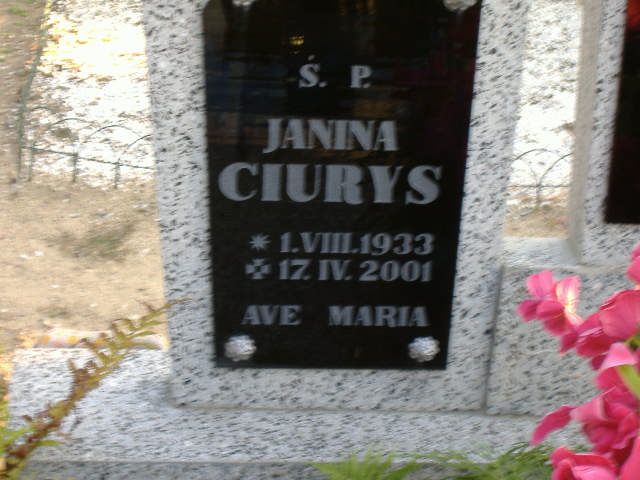 Ś. P.
JANINA
CIURYS
* 1.VIII.1933
✠ 17.IV.2001
AVE MARIA